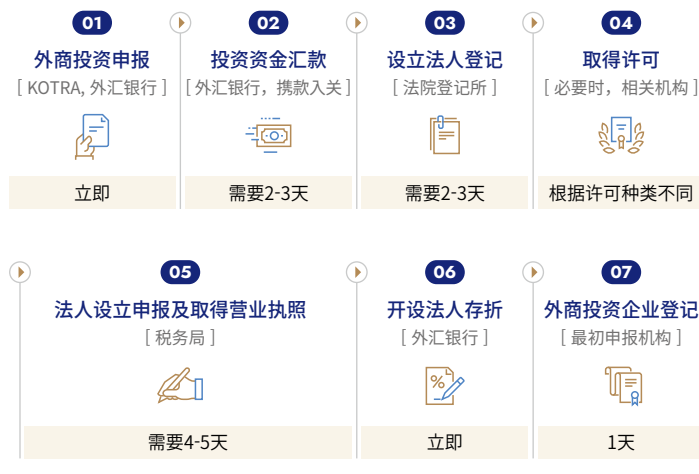 01
外商投资申报
[ KOTRA, 外汇银行 ]
立即
02
投资资金汇款
[ 外汇银行，携款入关 ]
需要2-3天
03
设立法人登记
[ 法院登记所 ]
需要2-3天
04
取得许可
[ 必要时，相关机构 ]
根据许可种类不同
05
法人设立申报及取得营业执照
[ 税务局 ]
需要4-5天
06
开设法人存折
[ 外汇银行 ]
%
立即
07
外商投资企业登记
[ 最初申报机构 ]
1天